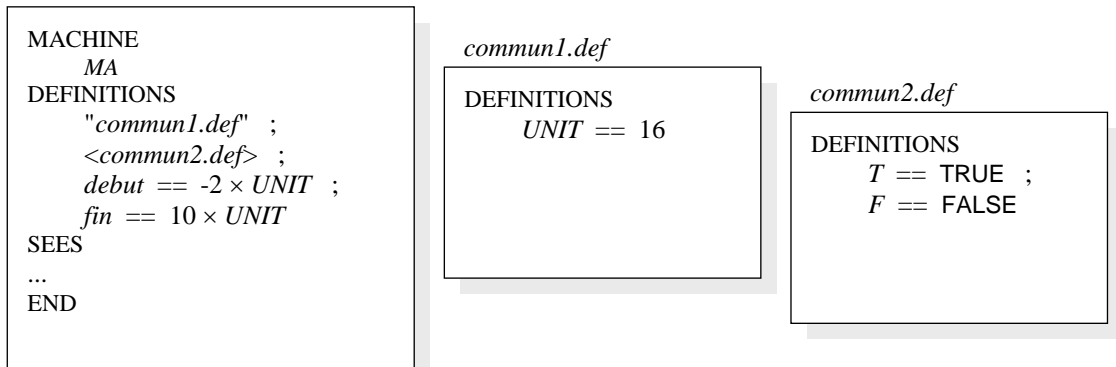 MACHINE
MA
DEFINITIONS
"commun1.def" ;
<commun2.def> ;
debut == -2 × UNIT ;
fin == 10 × UNIT
SEES
...
END
commun1.def
DEFINITIONS
UNIT == 16
commun2.def
DEFINITIONS
T == TRUE ;
F == FALSE